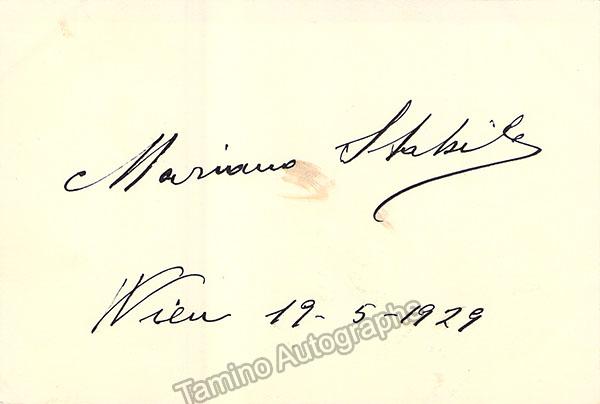 Mariano Stabile
Wien 19-5-1929
Tamino Autographs